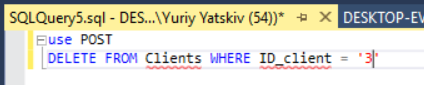 SQLQuery5.sql - DES...\Yuriy Yatskiv (54))* DESKTOP-EV
use POST
DELETE FROM Clients WHERE ID_client = '3'